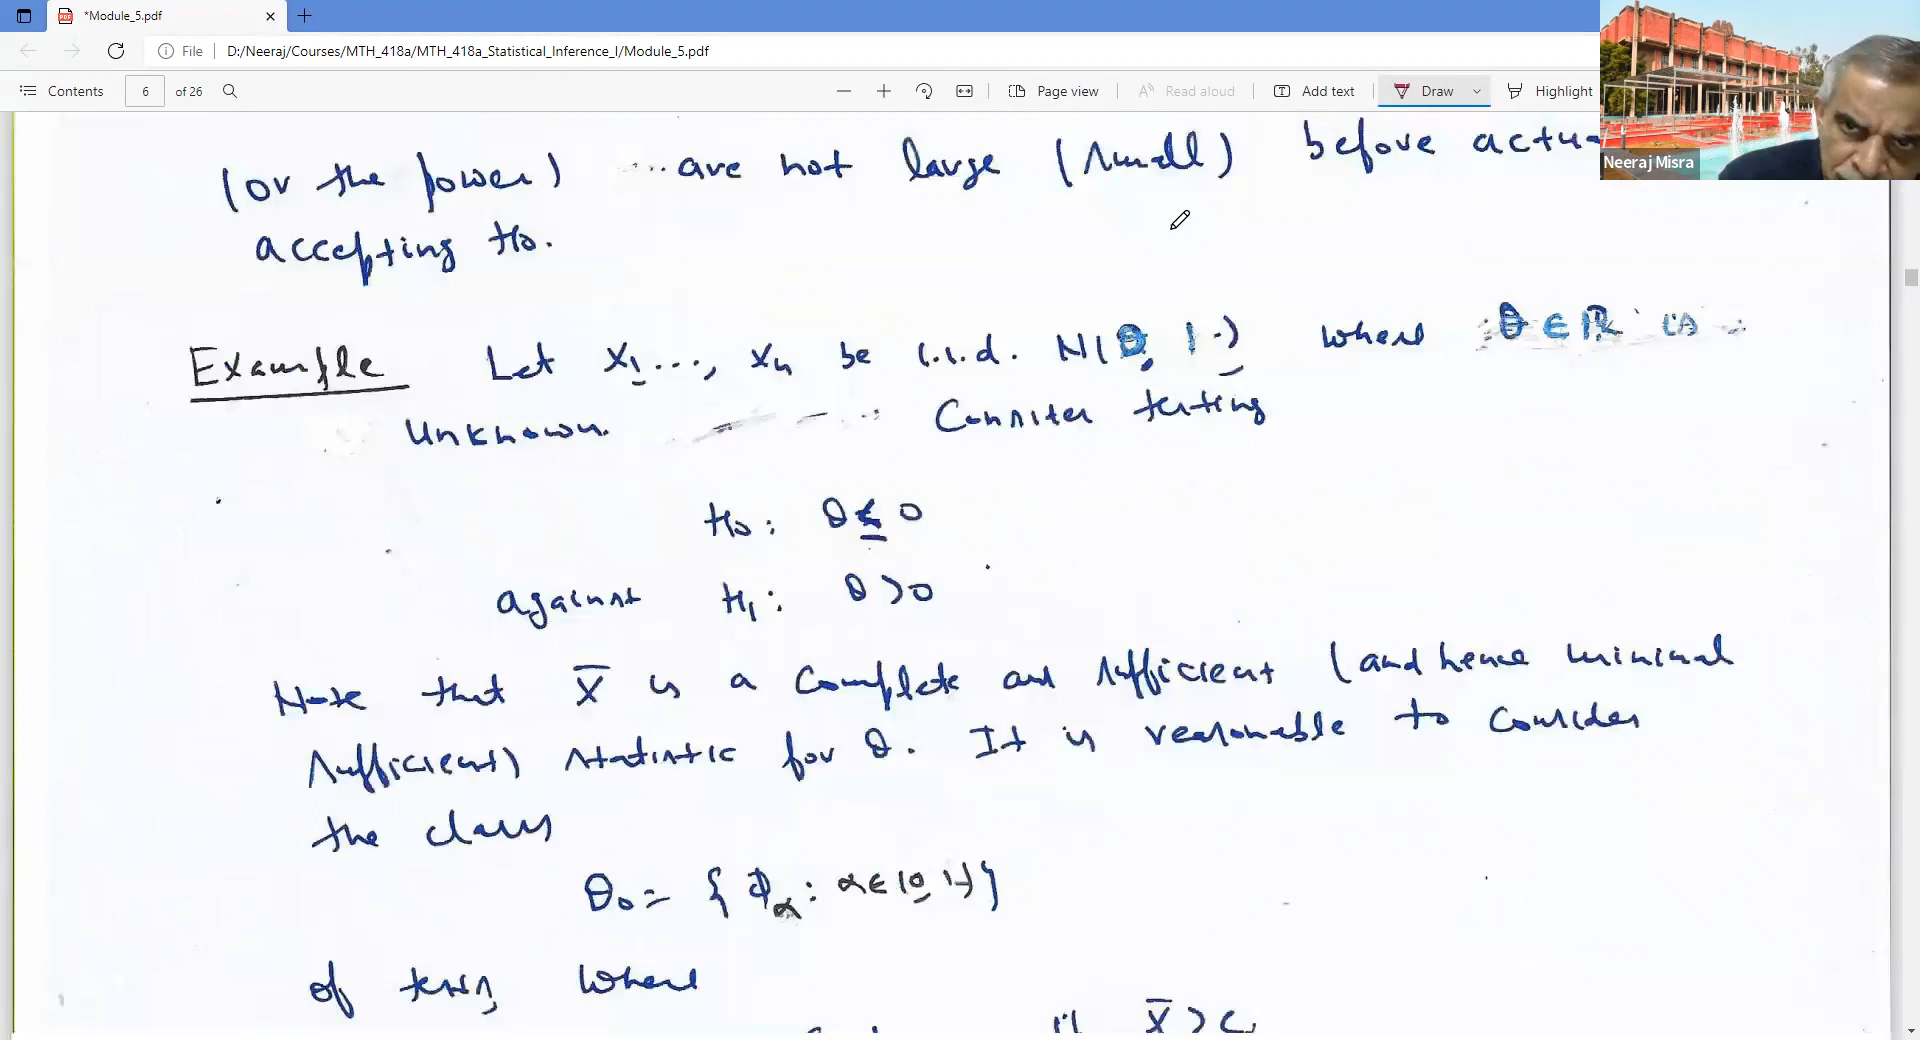 *Module_5.pdf
File D:/Neeraj/Courses/MTH_418a/MTH_418a_Statistical_Inference_I/Module_5.pdf
Contents 6 of 26 Page view Read aloud Add text Draw Highlight
Neeraj Misra
(or the power) ... are not large (small) before actu
accepting H₀.
Example Let X₁ ..., Xₙ be i.i.d. N(θ, 1) where θ ∈ ℝ is
unknown. Consider testing
H₀: θ ≤ 0
against H₁: θ > 0
Note that X̄ is a complete and sufficient (and hence minimal
sufficient) statistic for θ. It is reasonable to consider
the class
= { Φ_α : α ∈ (0, 1) }
of tests, where
X̄ > C